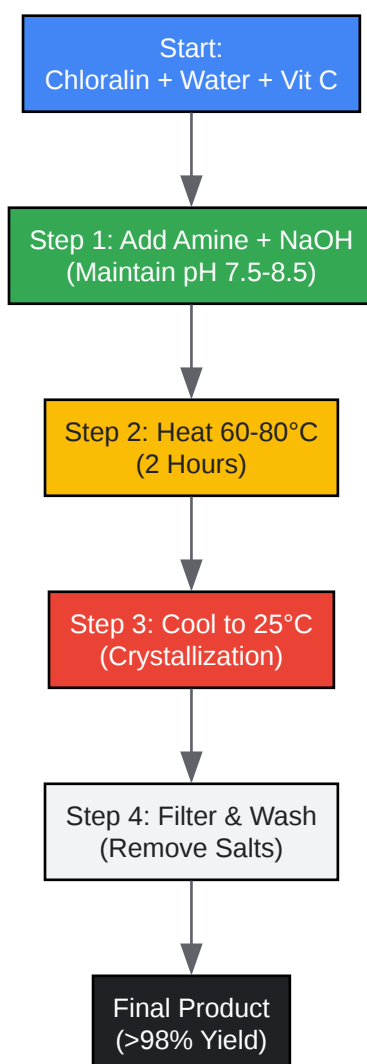 Start:
Chloralin + Water + Vit C
Step 1: Add Amine + NaOH
(Maintain pH 7.5-8.5)
Step 2: Heat 60-80°C
(2 Hours)
Step 3: Cool to 25°C
(Crystallization)
Step 4: Filter & Wash
(Remove Salts)
Final Product
(>98% Yield)